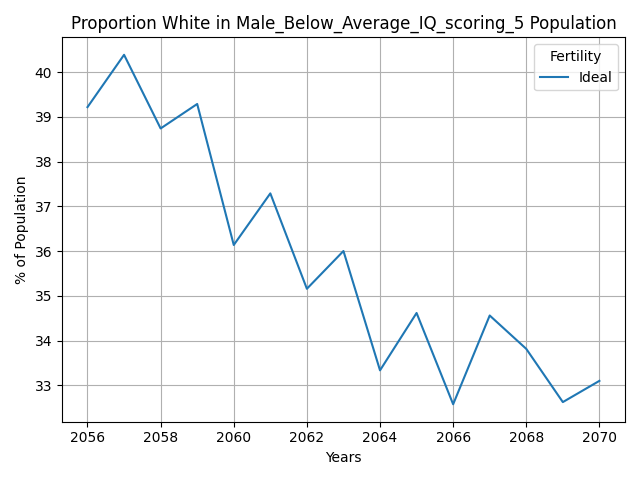 Proportion White in Male_Below_Average_IQ_scoring_5 Population
Fertility
Ideal
40
39
38
37
36
35
34
33
% of Population
2056 2058 2060 2062 2064 2066 2068 2070
Years